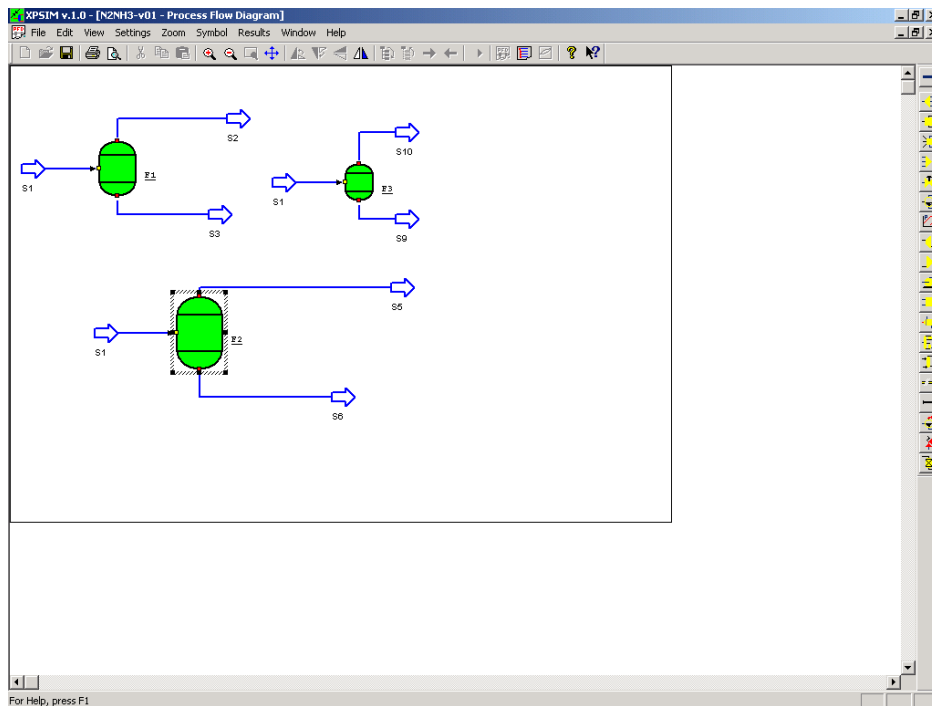 XPSIM v.1.0 - [N2NH3-v01 - Process Flow Diagram]
File Edit View Settings Zoom Symbol Results Window Help
S2
S10
F1
S1
F3
S1
S3
S9
S5
F2
S1
S6
For Help, press F1